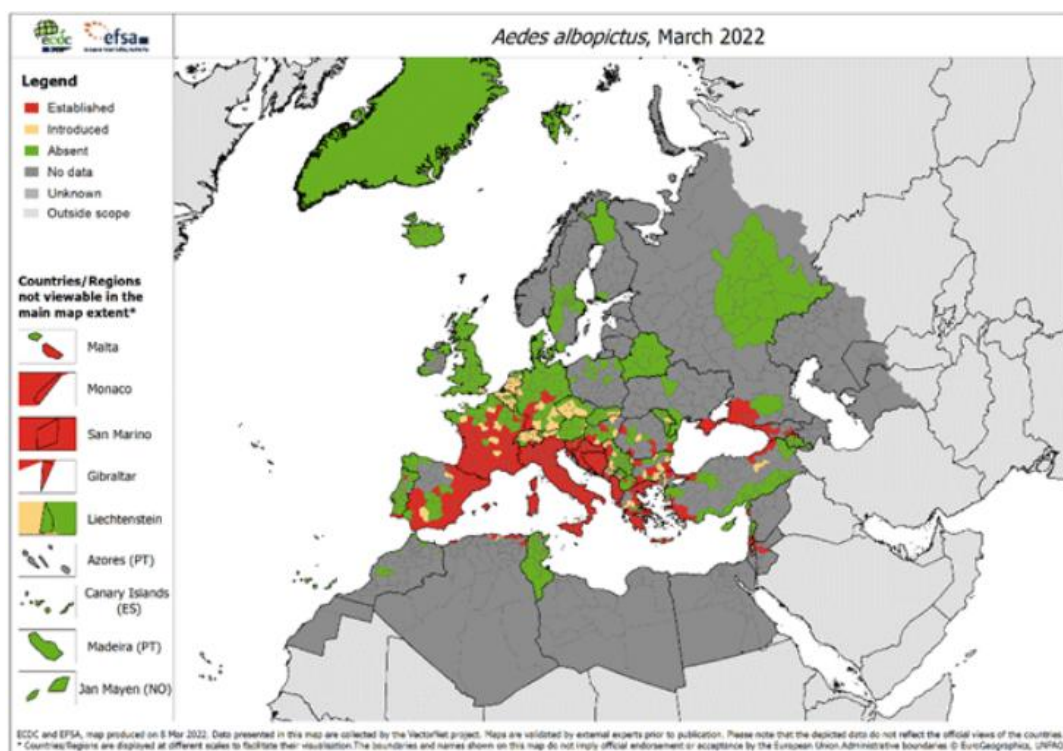 ecdc
efsa
Aedes albopictus, March 2022
Legend
Established
Introduced
Absent
No data
Unknown
Outside scope
Countries/Regions
not viewable in the
main map extent*
Malta
Monaco
San Marino
Gibraltar
Liechtenstein
Azores (PT)
Canary Islands
(ES)
Madeira (PT)
Jan Mayen (NO)
ECDC and EFSA, map produced on 8 Mar 2022. Data presented in this map are collected by the VectorNet project. Maps are validated by external experts prior to publication. Please note that the depicted data do not reflect the official views of the countries
* Countries/Regions are displayed at different scales to facilitate their visualisation. The boundaries and names shown on this map do not imply official endorsement or acceptance by the European Union. Administrative boundaries